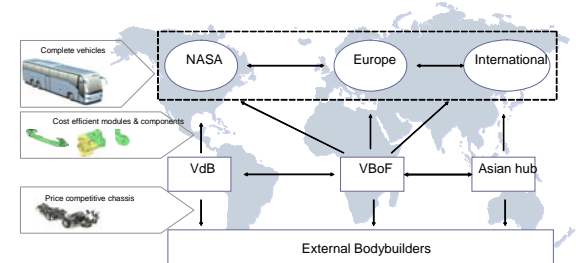 Complete vehicles
NASA
Europe
International
Cost efficient modules & components
VdB
VBoF
Asian hub
Price competitive chassis
External Bodybuilders